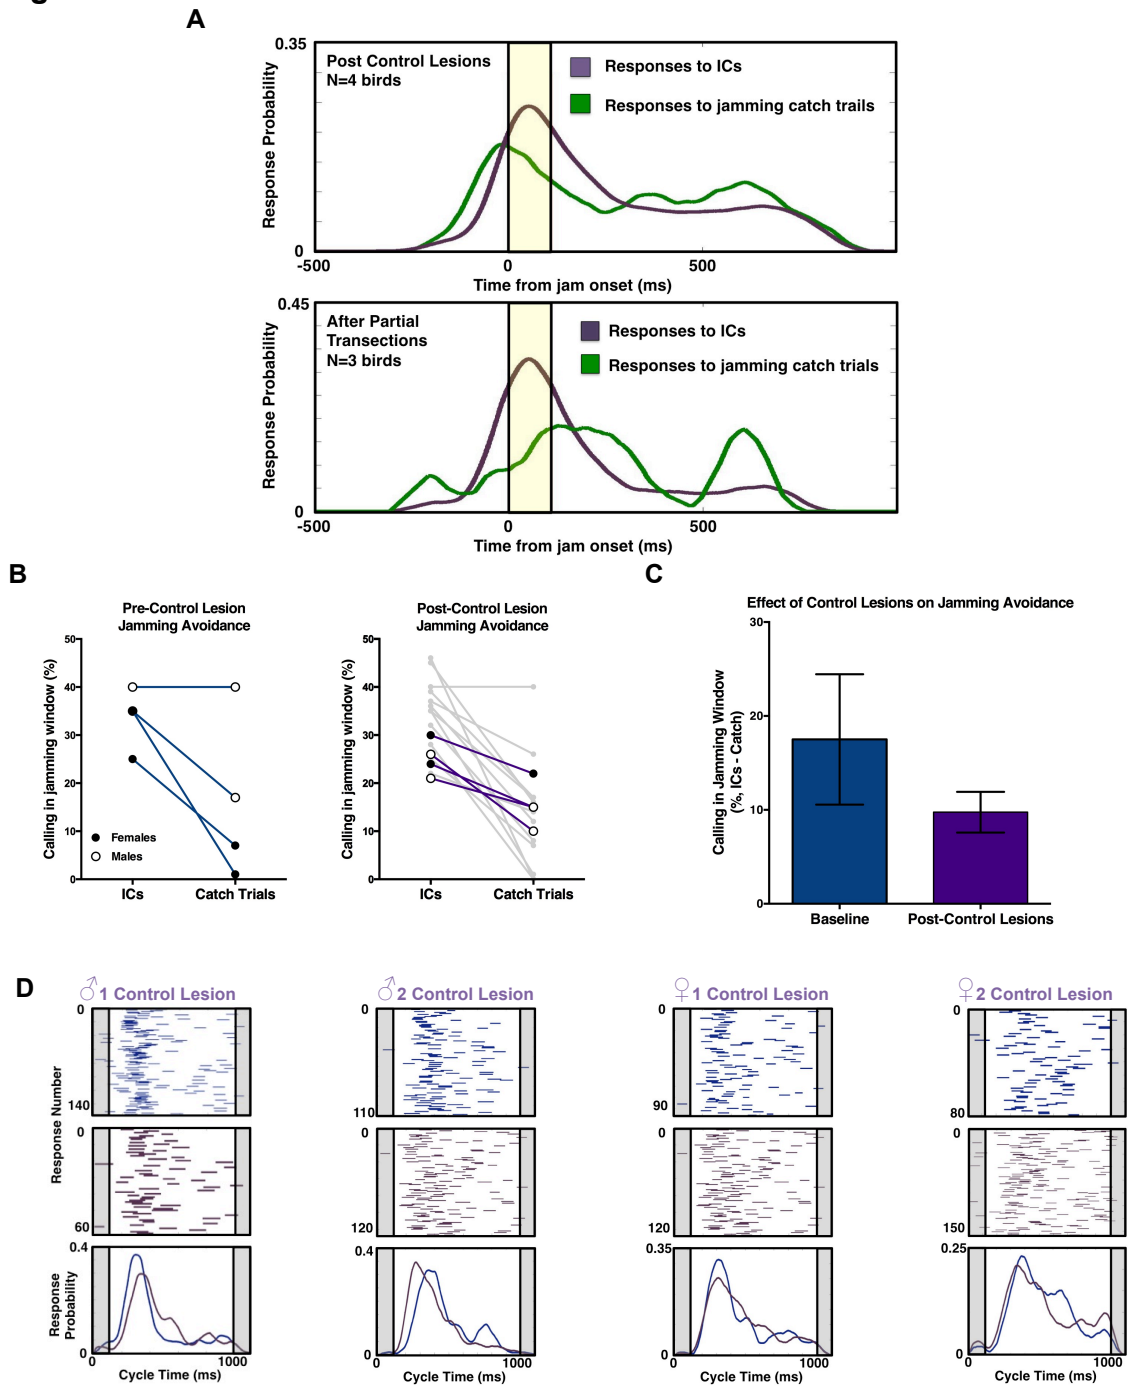 A
0.35
Post Control Lesions
N=4 birds
Responses to ICs
Responses to jamming catch trails
Response Probability
0
-500
0
500
Time from jam onset (ms)
0.45
After Partial
Transections
N=3 birds
Responses to ICs
Responses to jamming catch trials
Response Probability
0
-500
0
500
Time from jam onset (ms)
B
Pre-Control Lesion
Jamming Avoidance
Calling in jamming window (%)
50
40
30
20
10
0
Females
Males
ICs
Catch Trials
Post-Control Lesion
Jamming Avoidance
Calling in jamming window (%)
50
40
30
20
10
0
ICs
Catch Trials
C
Effect of Control Lesions on Jamming Avoidance
Calling in Jamming Window
(%, ICs - Catch)
30
20
10
0
Baseline
Post-Control Lesions
D
♂1 Control Lesion
♂2 Control Lesion
♀1 Control Lesion
♀2 Control Lesion
Response Number
0
140
0
110
0
90
0
80
0
60
0
120
0
120
0
150
Response
Probability
0.4
0
0
1000
Cycle Time (ms)
0.4
0
0
1000
Cycle Time (ms)
0.35
0
0
1000
Cycle Time (ms)
0.25
0
0
1000
Cycle Time (ms)